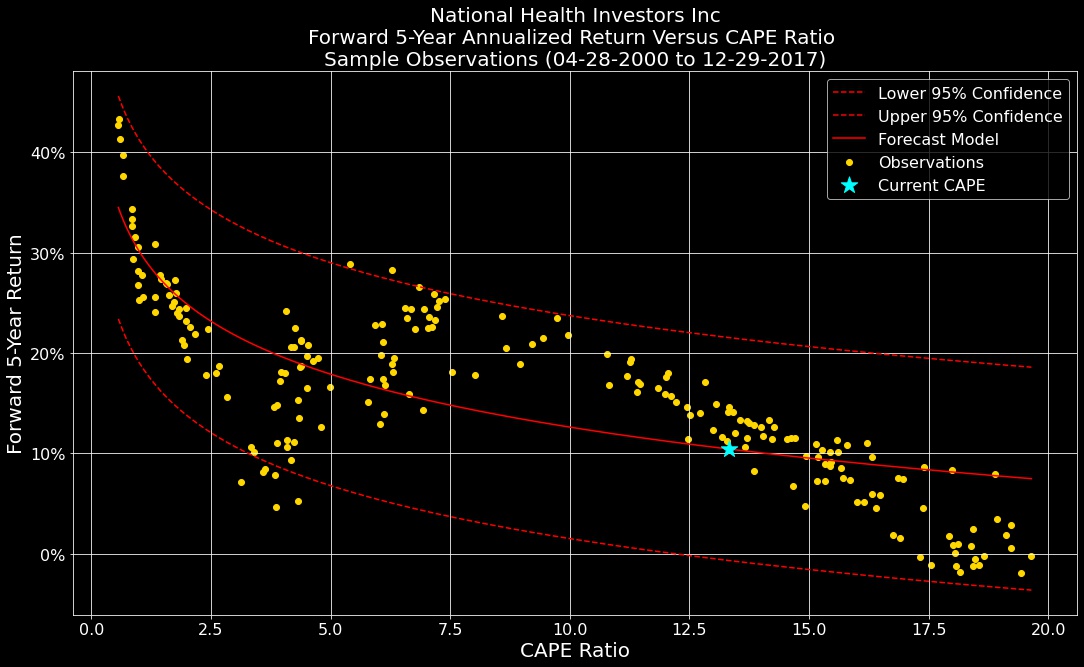 National Health Investors Inc
Forward 5-Year Annualized Return Versus CAPE Ratio
Sample Observations (04-28-2000 to 12-29-2017)
Lower 95% Confidence
Upper 95% Confidence
Forecast Model
Observations
Current CAPE
Forward 5-Year Return
40%
30%
20%
10%
0%
0.0 2.5 5.0 7.5 10.0 12.5 15.0 17.5 20.0
CAPE Ratio